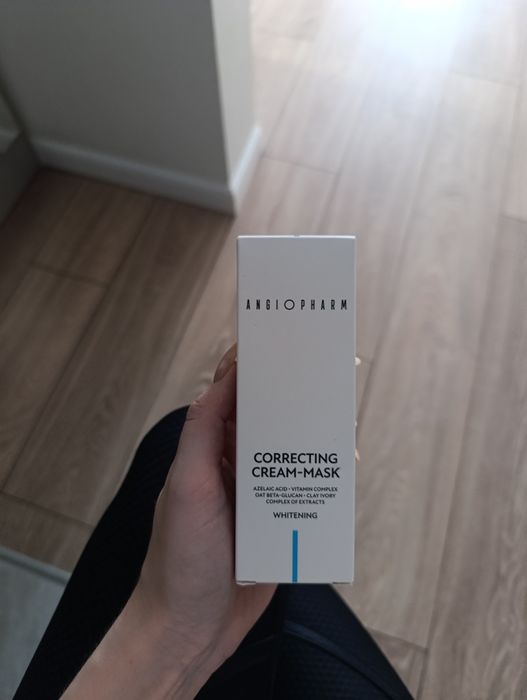 ANGIOPHARM
CORRECTING
CREAM-MASK
AZELAIC ACID • VITAMIN COMPLEX
OAT BETA-GLUCAN • CLAY IVORY
COMPLEX OF EXTRACTS
WHITENING